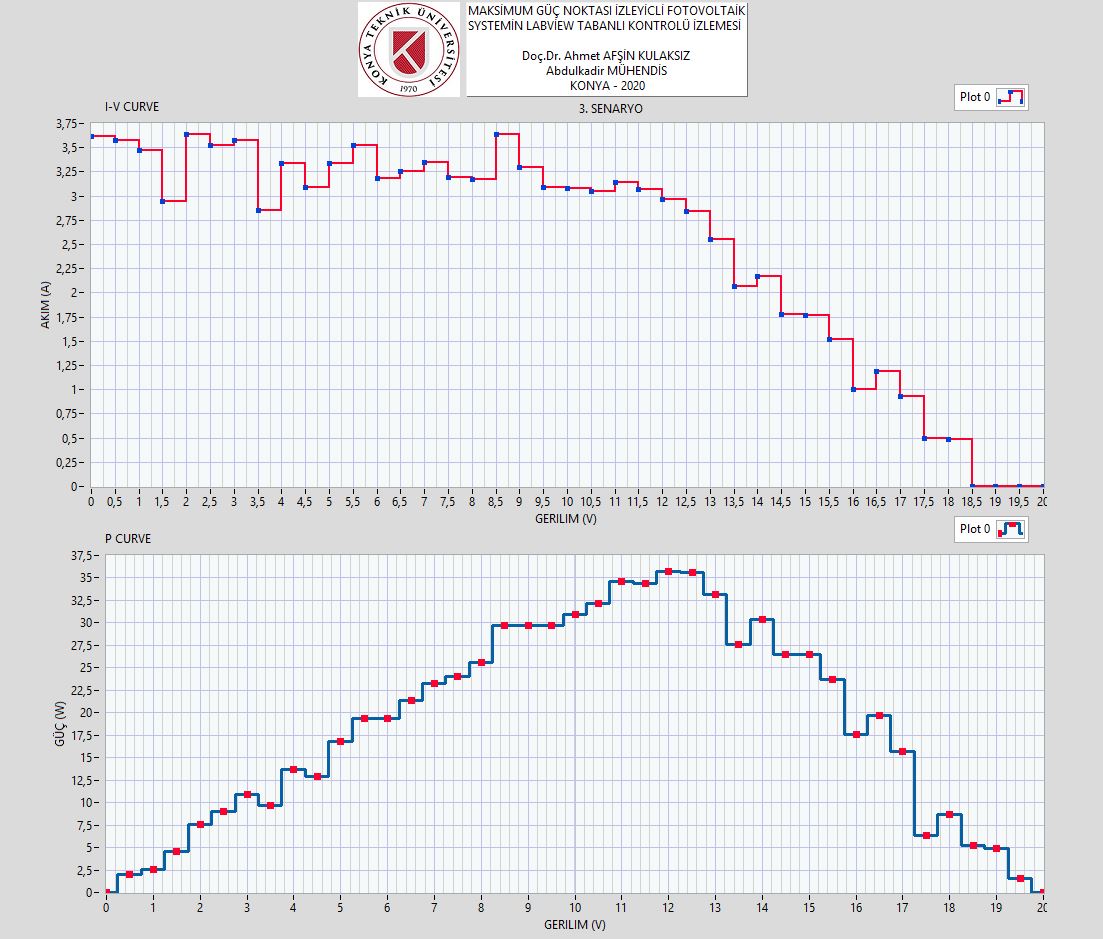 KONYA TEKNİK ÜNİVERSİTESİ
1970
MAKSİMUM GÜÇ NOKTASI İZLEYİCLİ FOTOVOLTAİK
SYSTEMİN LABVIEW TABANLI KONTROLÜ İZLEMESİ
Doç.Dr. Ahmet AFŞİN KULAKSIZ
Abdulkadir MÜHENDİS
KONYA - 2020
I-V CURVE
3. SENARYO
Plot 0
3,75
3,5
3,25
3
2,75
2,5
2,25
2
1,75
1,5
1,25
1
0,75
0,5
0,25
0
AKIM (A)
0 0,5 1 1,5 2 2,5 3 3,5 4 4,5 5 5,5 6 6,5 7 7,5 8 8,5 9 9,5 10 10,5 11 11,5 12 12,5 13 13,5 14 14,5 15 15,5 16 16,5 17 17,5 18 18,5 19 19,5 20
GERILIM (V)
P CURVE
Plot 0
37,5
35
32,5
30
27,5
25
22,5
20
17,5
15
12,5
10
7,5
5
2,5
0
GÜÇ (W)
0 1 2 3 4 5 6 7 8 9 10 11 12 13 14 15 16 17 18 19 20
GERILIM (V)